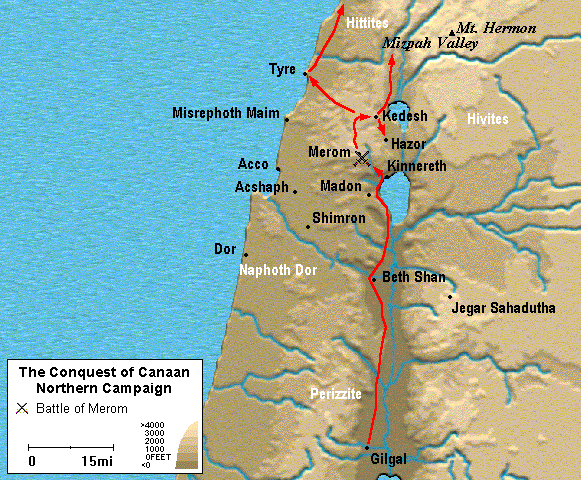 Hittites
Mt. Hermon
Mizpah Valley
Tyre
Misrephoth Maim
Kedesh
Hivites
Hazor
Merom
Kinnereth
Acco
Acshaph
Madon
Shimron
Dor
Naphoth Dor
Beth Shan
Jegar Sahadutha
Perizzite
Gilgal
The Conquest of Canaan
Northern Campaign
Battle of Merom
>4000
3000
2000
1000
0FEET
<0
0 15mi